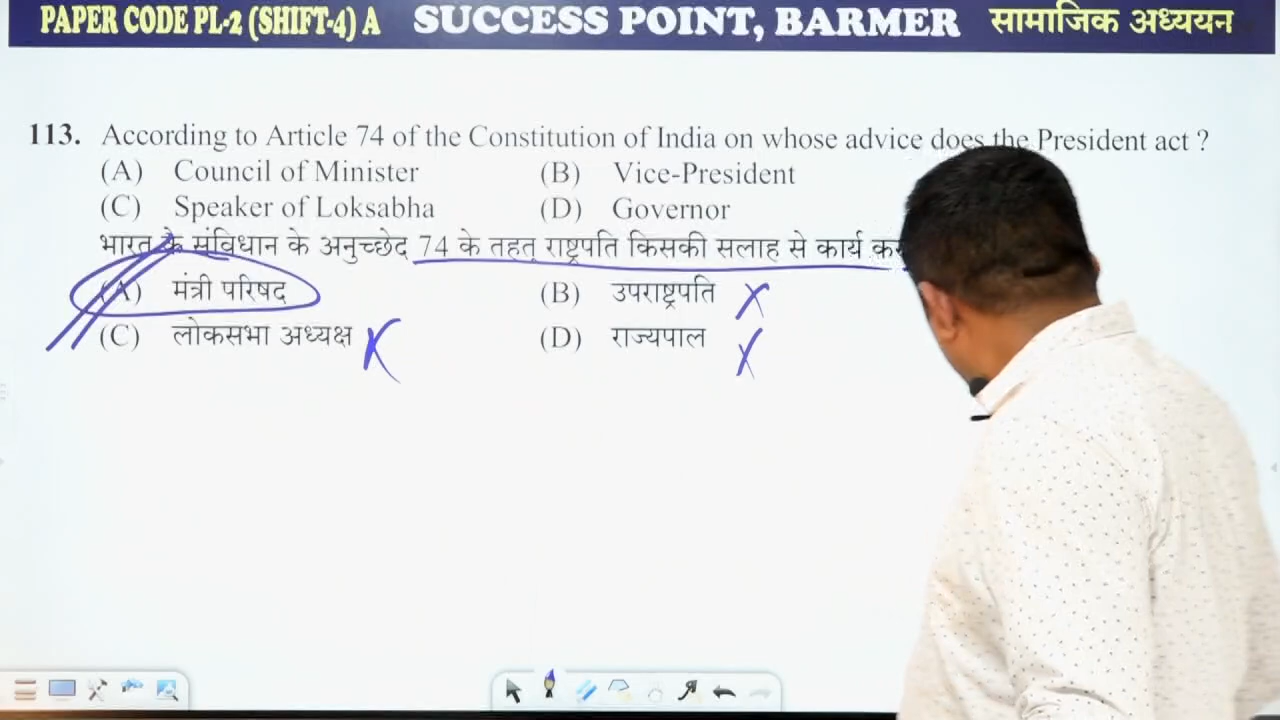 PAPER CODE PL-2 (SHIFT-4) A SUCCESS POINT, BARMER सामाजिक अध्ययन
113. According to Article 74 of the Constitution of India on whose advice does the President act ?
(A) Council of Minister (B) Vice-President
(C) Speaker of Loksabha (D) Governor
भारत के संविधान के अनुच्छेद 74 के तहत् राष्ट्रपति किसकी सलाह से कार्य
(A) मंत्री परिषद (B) उपराष्ट्रपति
(C) लोकसभा अध्यक्ष (D) राज्यपाल